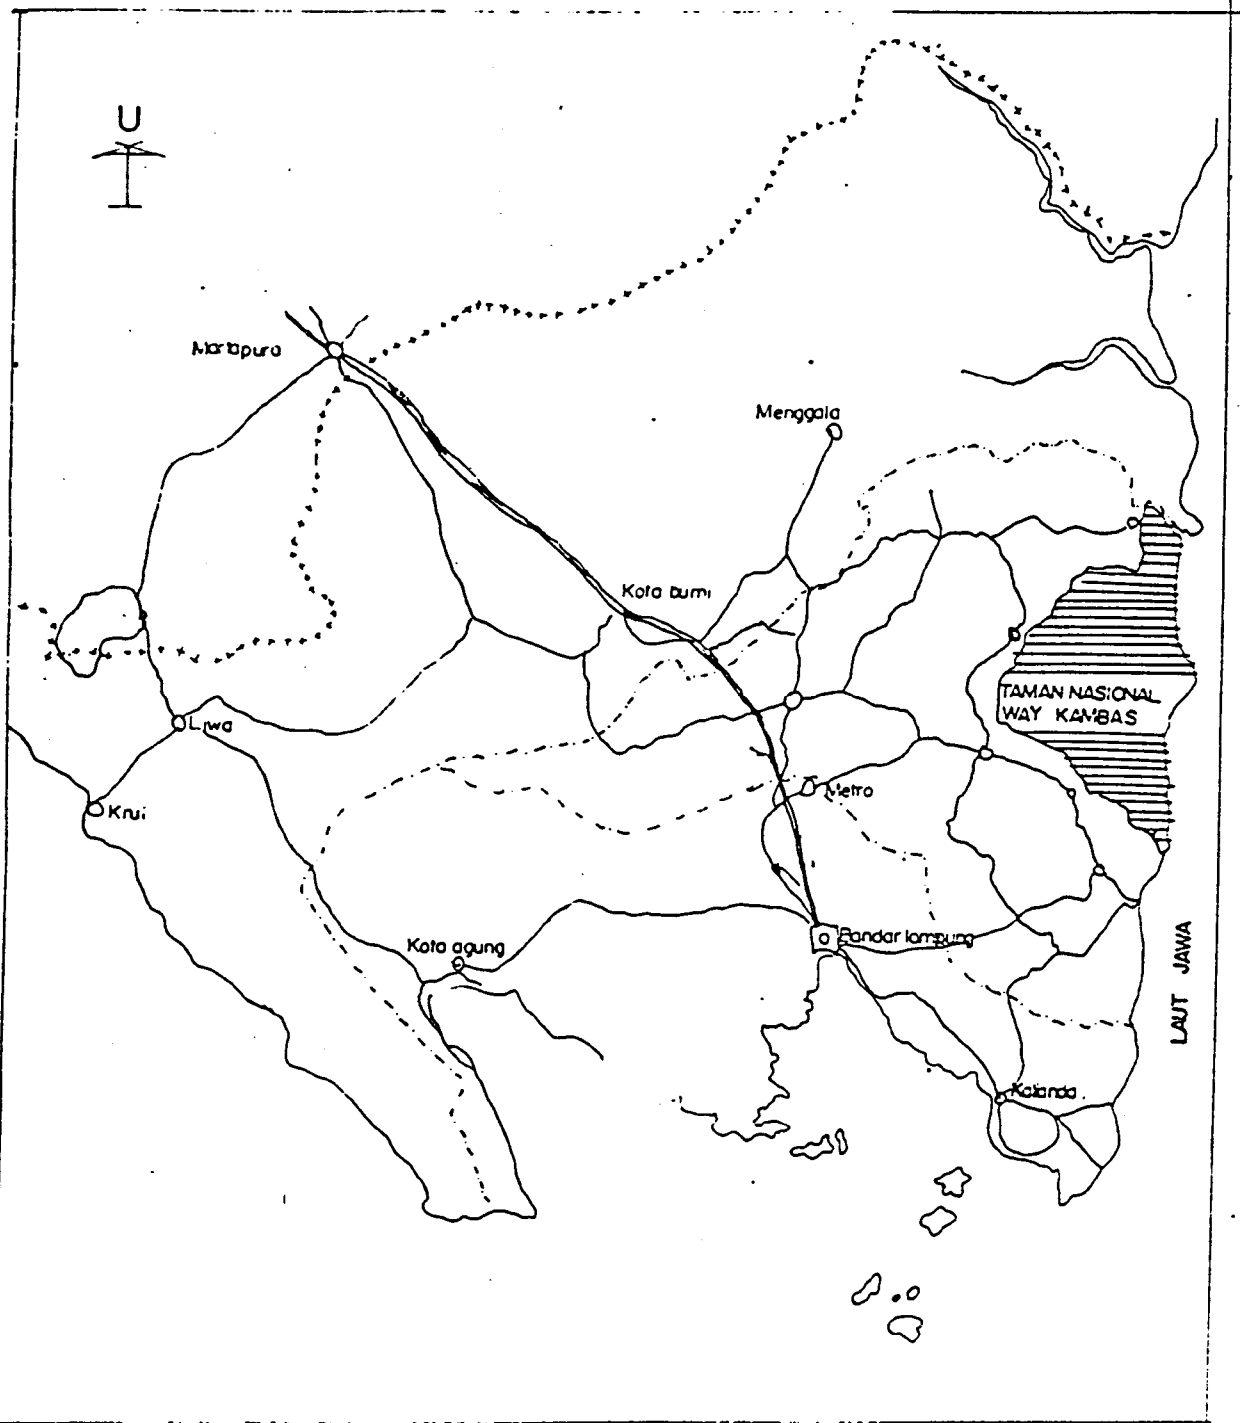 U
Martapura
Menggala
Kota bumi
TAMAN NASIONAL
WAY KAMBAS
Liwa
Metro
Krui
Bandar lampung
Kota agung
LAUT JAWA
Kalianda